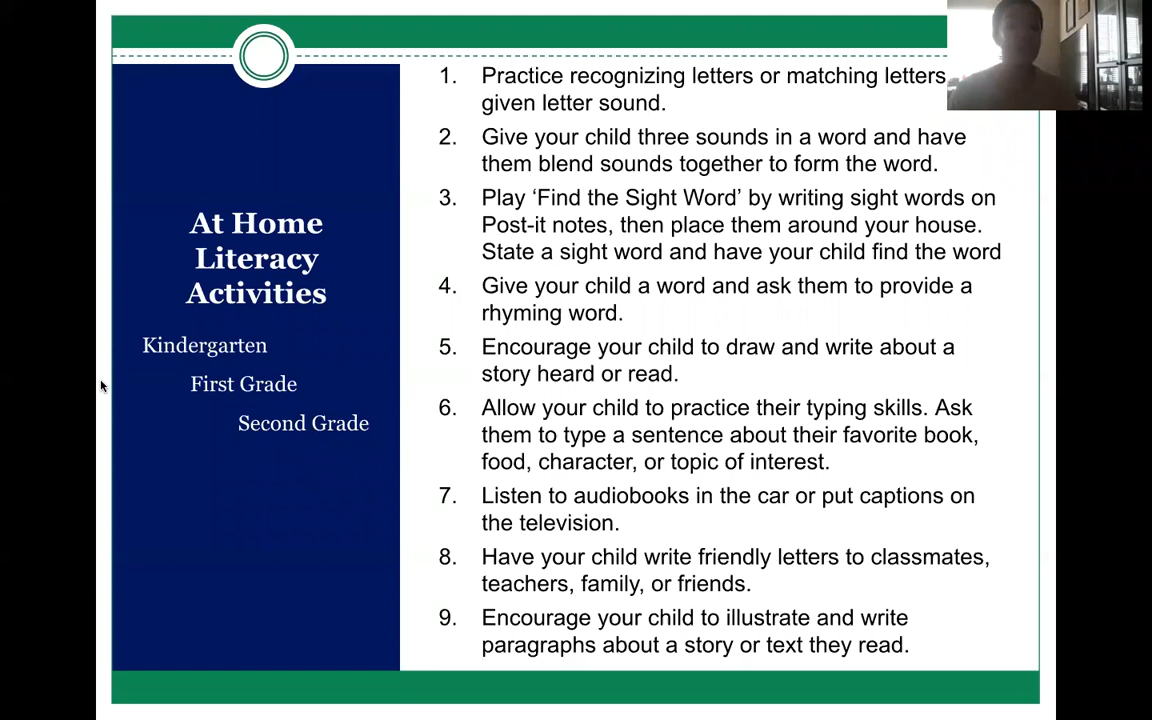 At Home
Literacy
Activities
Kindergarten
First Grade
Second Grade
1. Practice recognizing letters or matching letters
given letter sound.
2. Give your child three sounds in a word and have
them blend sounds together to form the word.
3. Play ‘Find the Sight Word’ by writing sight words on
Post-it notes, then place them around your house.
State a sight word and have your child find the word
4. Give your child a word and ask them to provide a
rhyming word.
5. Encourage your child to draw and write about a
story heard or read.
6. Allow your child to practice their typing skills. Ask
them to type a sentence about their favorite book,
food, character, or topic of interest.
7. Listen to audiobooks in the car or put captions on
the television.
8. Have your child write friendly letters to classmates,
teachers, family, or friends.
9. Encourage your child to illustrate and write
paragraphs about a story or text they read.